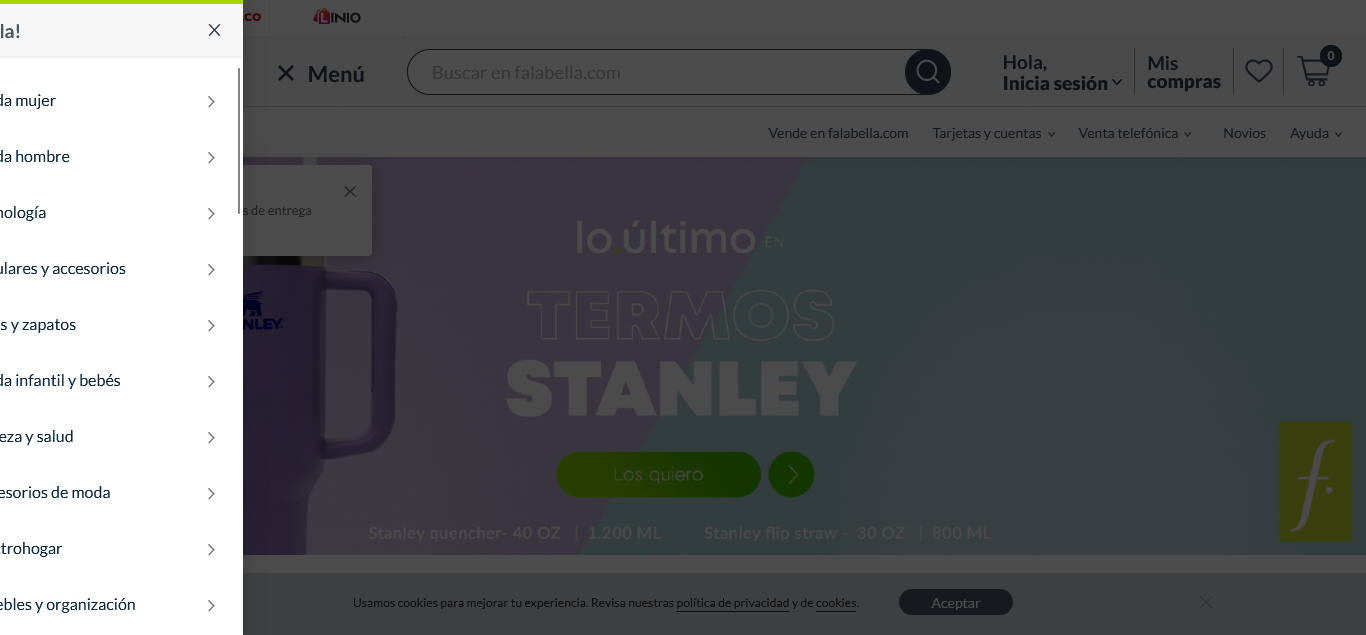 .co
LINIO
la!
Menú
Buscar en falabella.com
Hola,
Inicia sesión
Mis
compras
0
Vende en falabella.com
Tarjetas y cuentas
Venta telefónica
Novios
Ayuda
da mujer
da hombre
nología
ulares y accesorios
s y zapatos
da infantil y bebés
eza y salud
esorios de moda
trohogar
ebles y organización
s de entrega
NLEY
lo.último EN
TERMOS
STANLEY
Los quiero
Stanley quencher- 40 OZ | 1.200 ML
Stanley flip straw - 30 OZ | 800 ML
f.
Usamos cookies para mejorar tu experiencia. Revisa nuestras política de privacidad y de cookies.
Aceptar